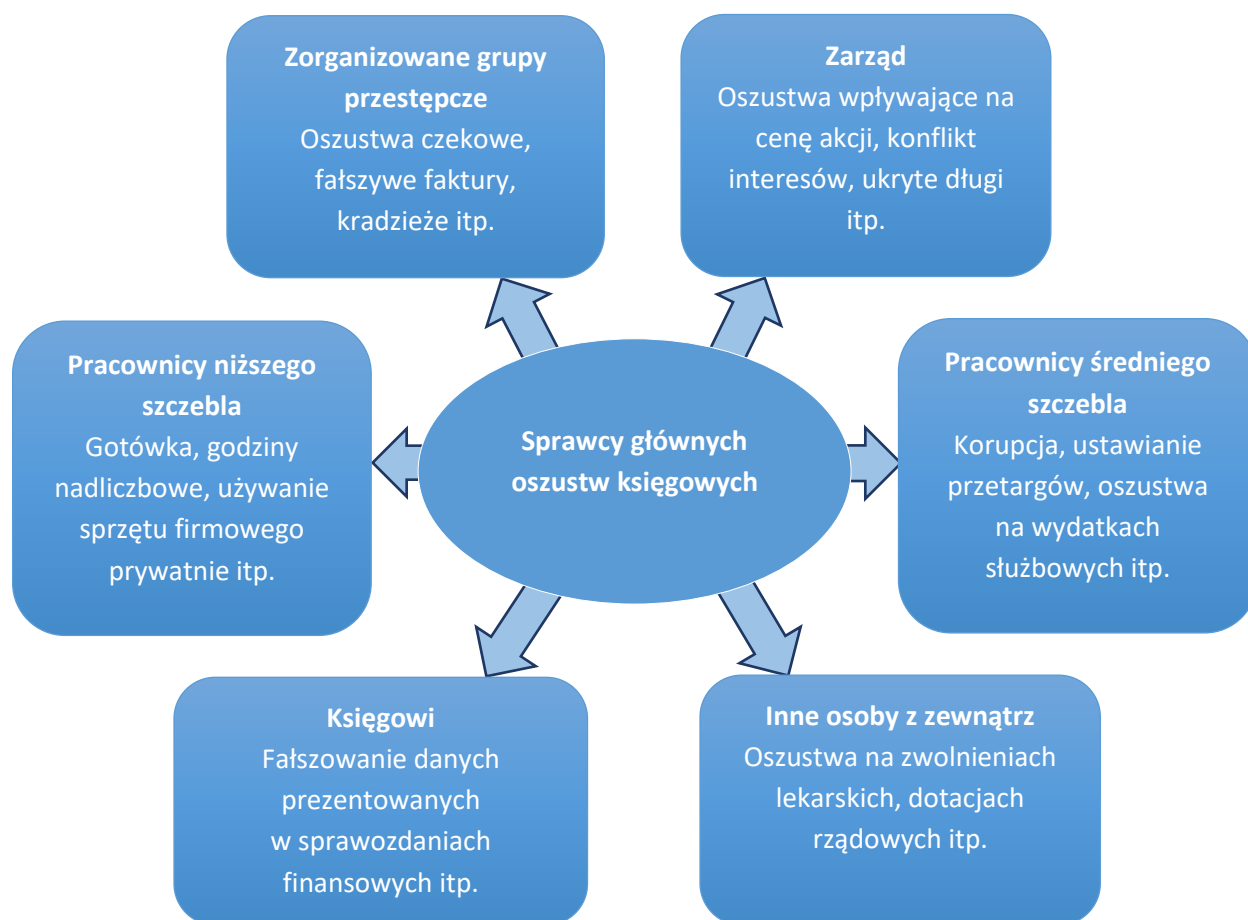 Zorganizowane grupy
przestępcze
Oszustwa czekowe,
fałszywe faktury,
kradzieże itp.
Zarząd
Oszustwa wpływające na
cenę akcji, konflikt
interesów, ukryte długi
itp.
Pracownicy niższego
szczebla
Gotówka, godziny
nadliczbowe, używanie
sprzętu firmowego
prywatnie itp.
Sprawcy głównych
oszustw księgowych
Pracownicy średniego
szczebla
Korupcja, ustawianie
przetargów, oszustwa
na wydatkach
służbowych itp.
Księgowi
Fałszowanie danych
prezentowanych
w sprawozdaniach
finansowych itp.
Inne osoby z zewnątrz
Oszustwa na zwolnieniach
lekarskich, dotacjach
rządowych itp.